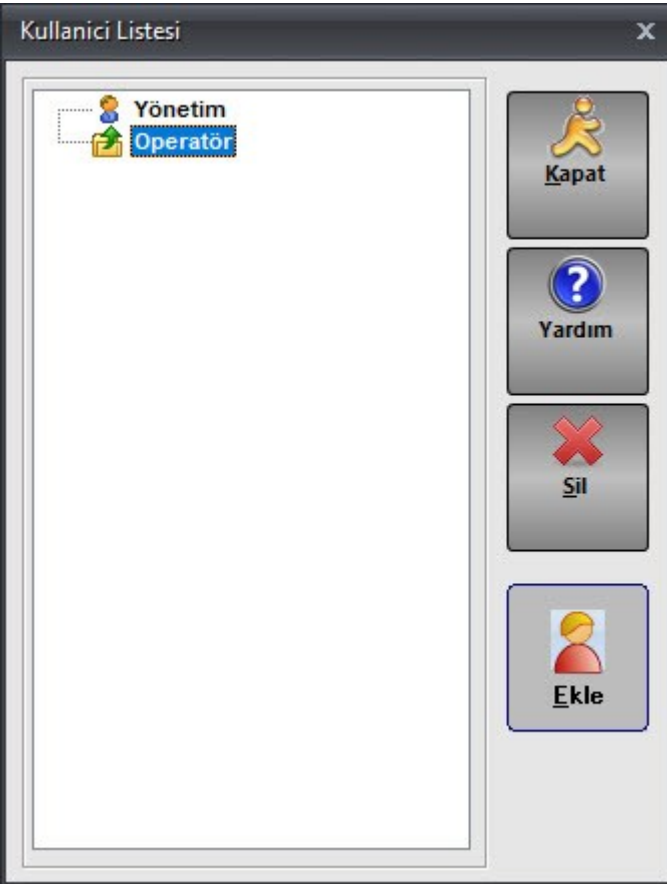 Kullanici Listesi
x
Yönetim
Operatör
Kapat
?
Yardım
Sil
Ekle